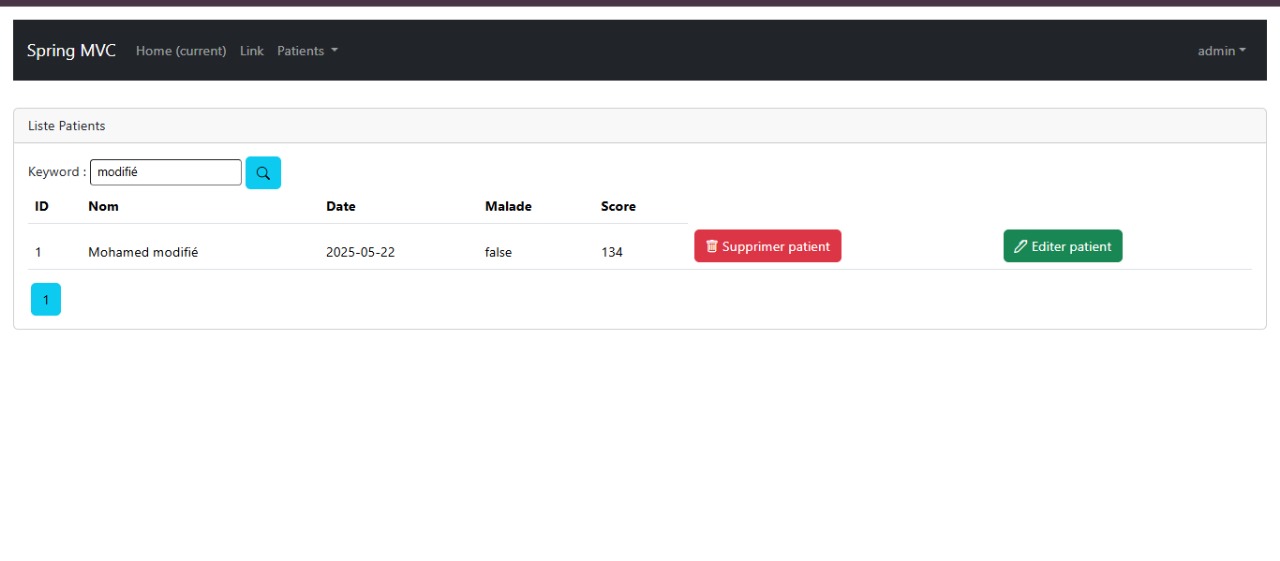 Spring MVC Home (current) Link Patients admin
Liste Patients
Keyword : modifié
ID Nom Date Malade Score
1 Mohamed modifié 2025-05-22 false 134 Supprimer patient Editer patient
1